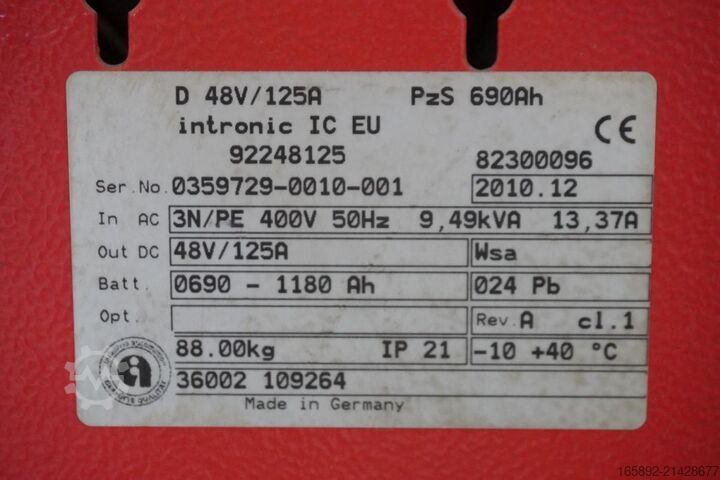 D 48V/125A PzS 690Ah
intronic IC EU CE
92248125 82300096
Ser.No. 0359729-0010-001 2010.12
In AC 3N/PE 400V 50Hz 9,49kVA 13,37A
Out DC 48V/125A Wsa
Batt. 0690 - 1180 Ah 024 Pb
Opt. Rev. A cl.1
88.00kg IP 21 -10 +40 °C
36002 109264
Made in Germany
165892-21428677